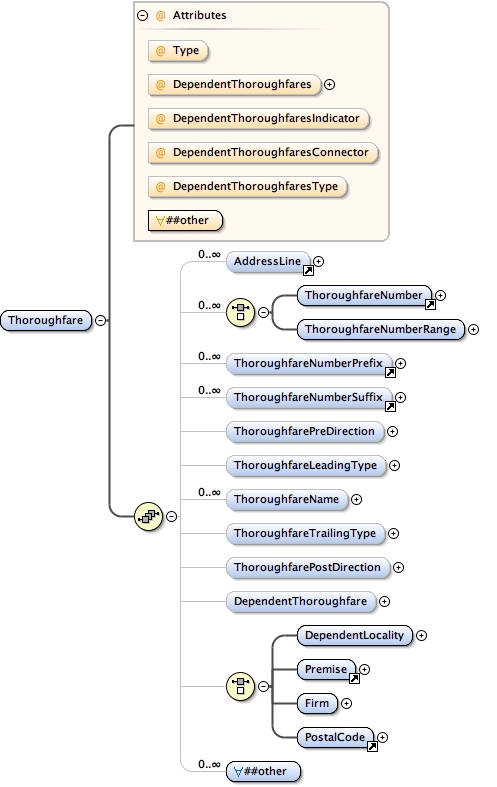 @ Attributes
@ Type
@ DependentThoroughfares
@ DependentThoroughfaresIndicator
@ DependentThoroughfaresConnector
@ DependentThoroughfaresType
∀##other
Thoroughfare
0..∞ AddressLine
0..∞
ThoroughfareNumber
ThoroughfareNumberRange
0..∞ ThoroughfareNumberPrefix
0..∞ ThoroughfareNumberSuffix
ThoroughfarePreDirection
ThoroughfareLeadingType
0..∞ ThoroughfareName
ThoroughfareTrailingType
ThoroughfarePostDirection
DependentThoroughfare
DependentLocality
Premise
Firm
PostalCode
0..∞ ∀##other